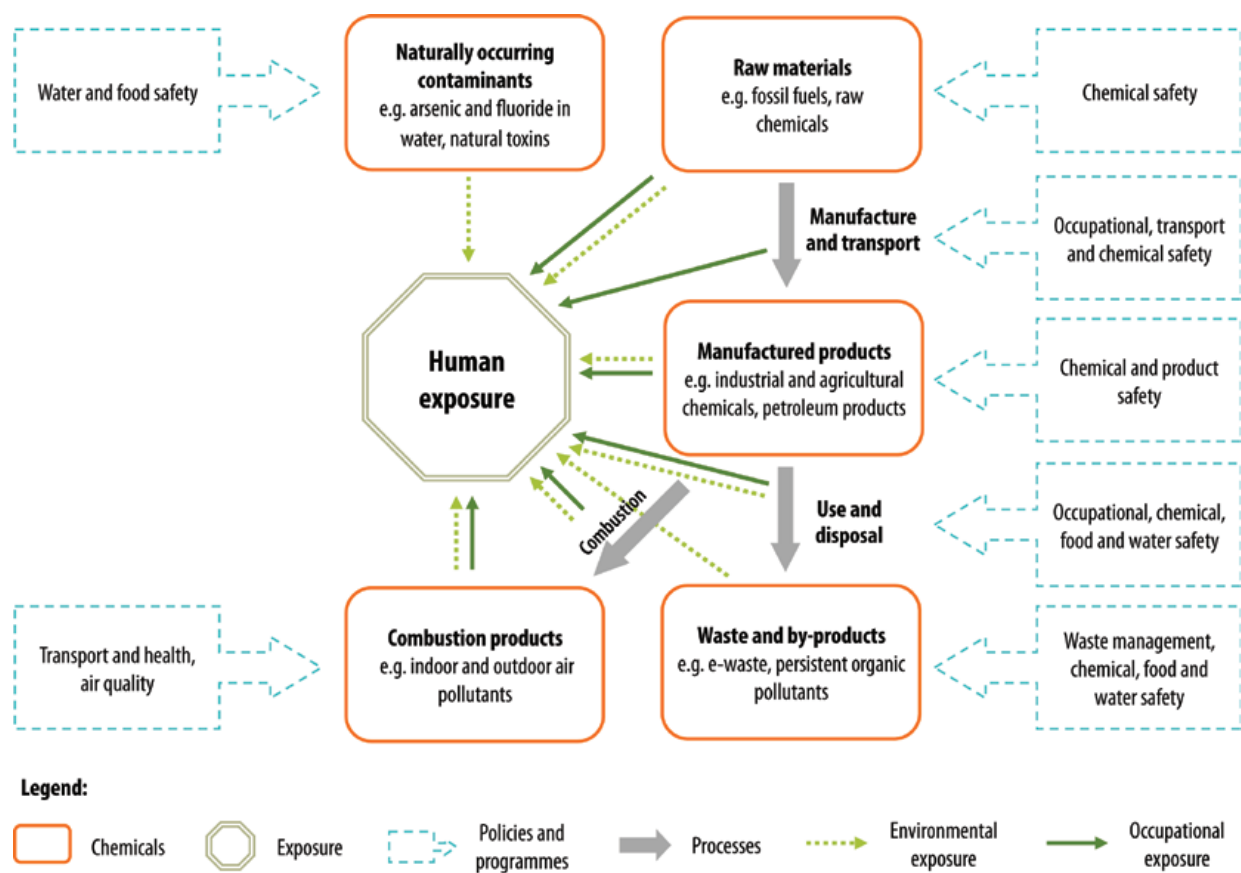 Water and food safety
Naturally occurring
contaminants
e.g. arsenic and fluoride in
water, natural toxins
Raw materials
e.g. fossil fuels, raw
chemicals
Chemical safety
Manufacture
and transport
Occupational, transport
and chemical safety
Human
exposure
Manufactured products
e.g. industrial and agricultural
chemicals, petroleum products
Chemical and product
safety
Combustion
Use and
disposal
Occupational, chemical,
food and water safety
Transport and health,
air quality
Combustion products
e.g. indoor and outdoor air
pollutants
Waste and by-products
e.g. e-waste, persistent organic
pollutants
Waste management,
chemical, food and
water safety
Legend:
Chemicals
Exposure
Policies and
programmes
Processes
Environmental
exposure
Occupational
exposure